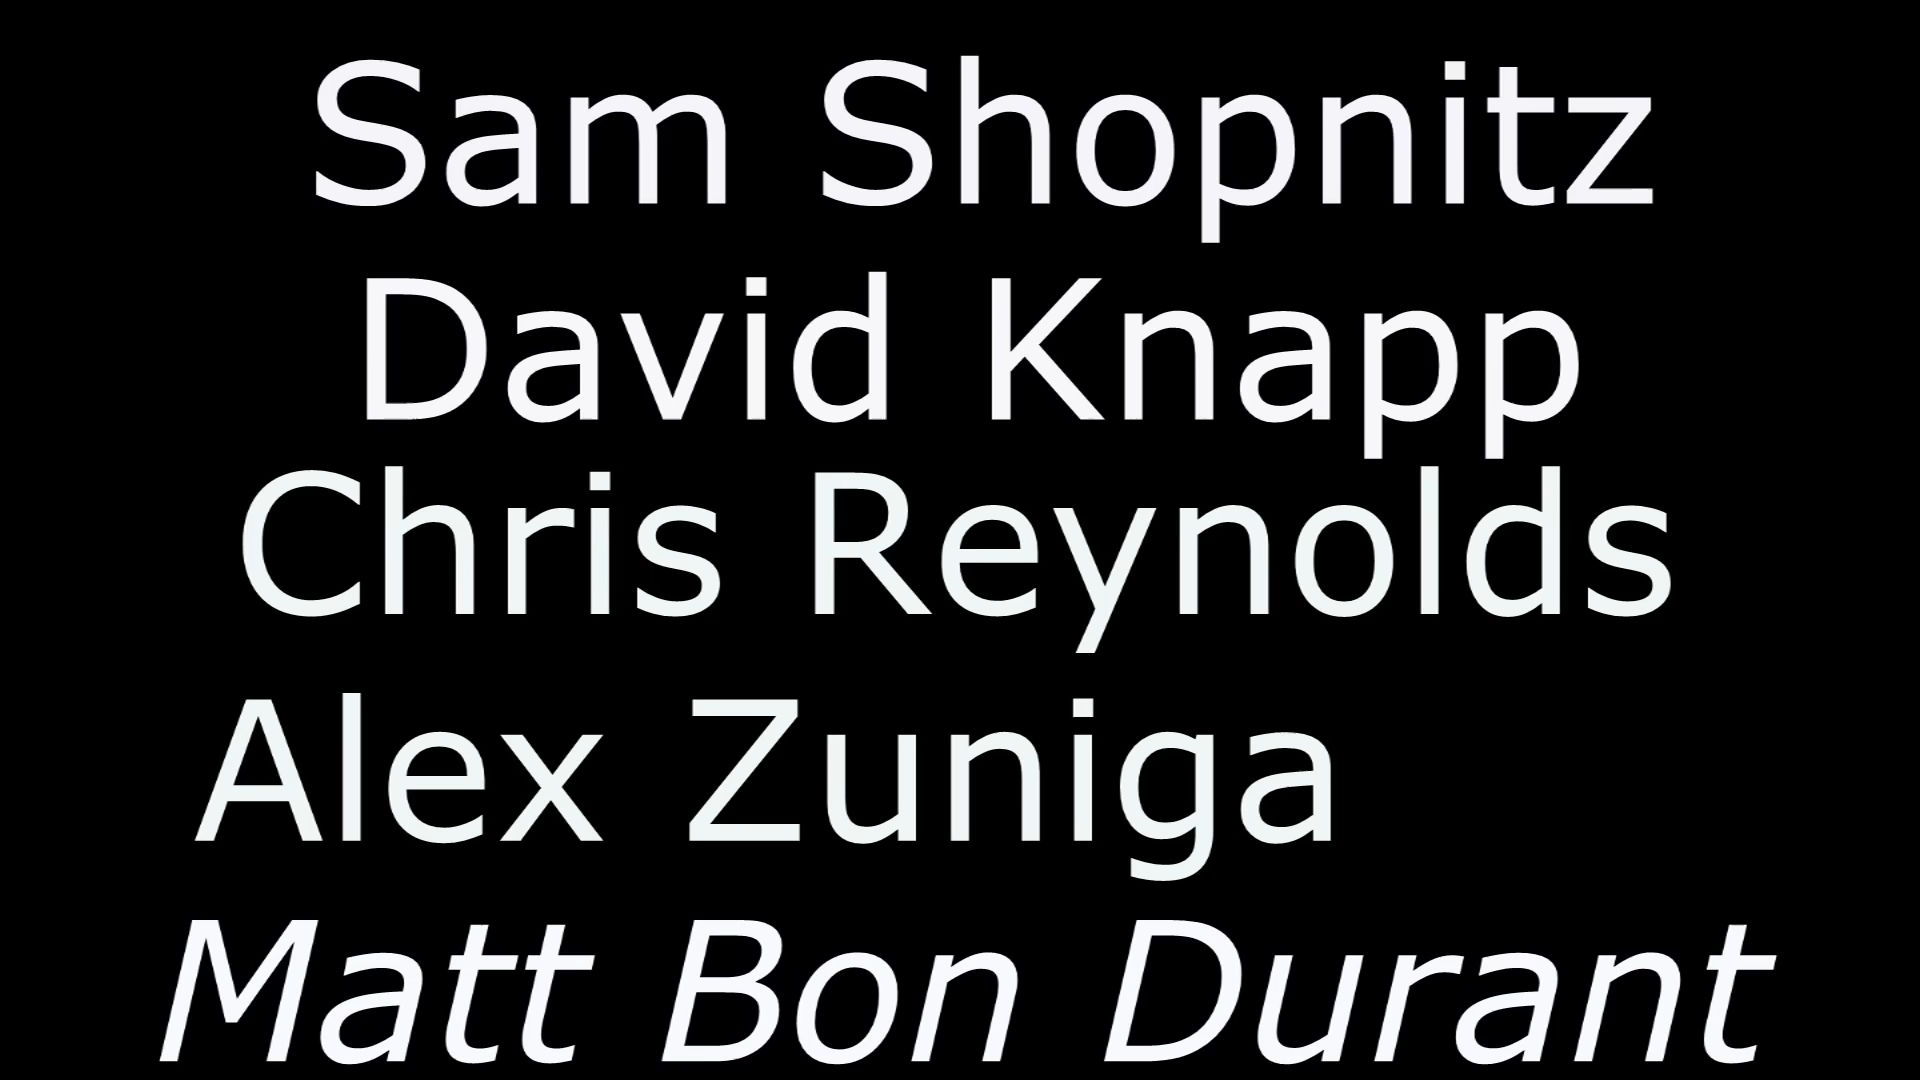 Sam Shopnitz
David Knapp
Chris Reynolds
Alex Zuniga
Matt Bon Durant